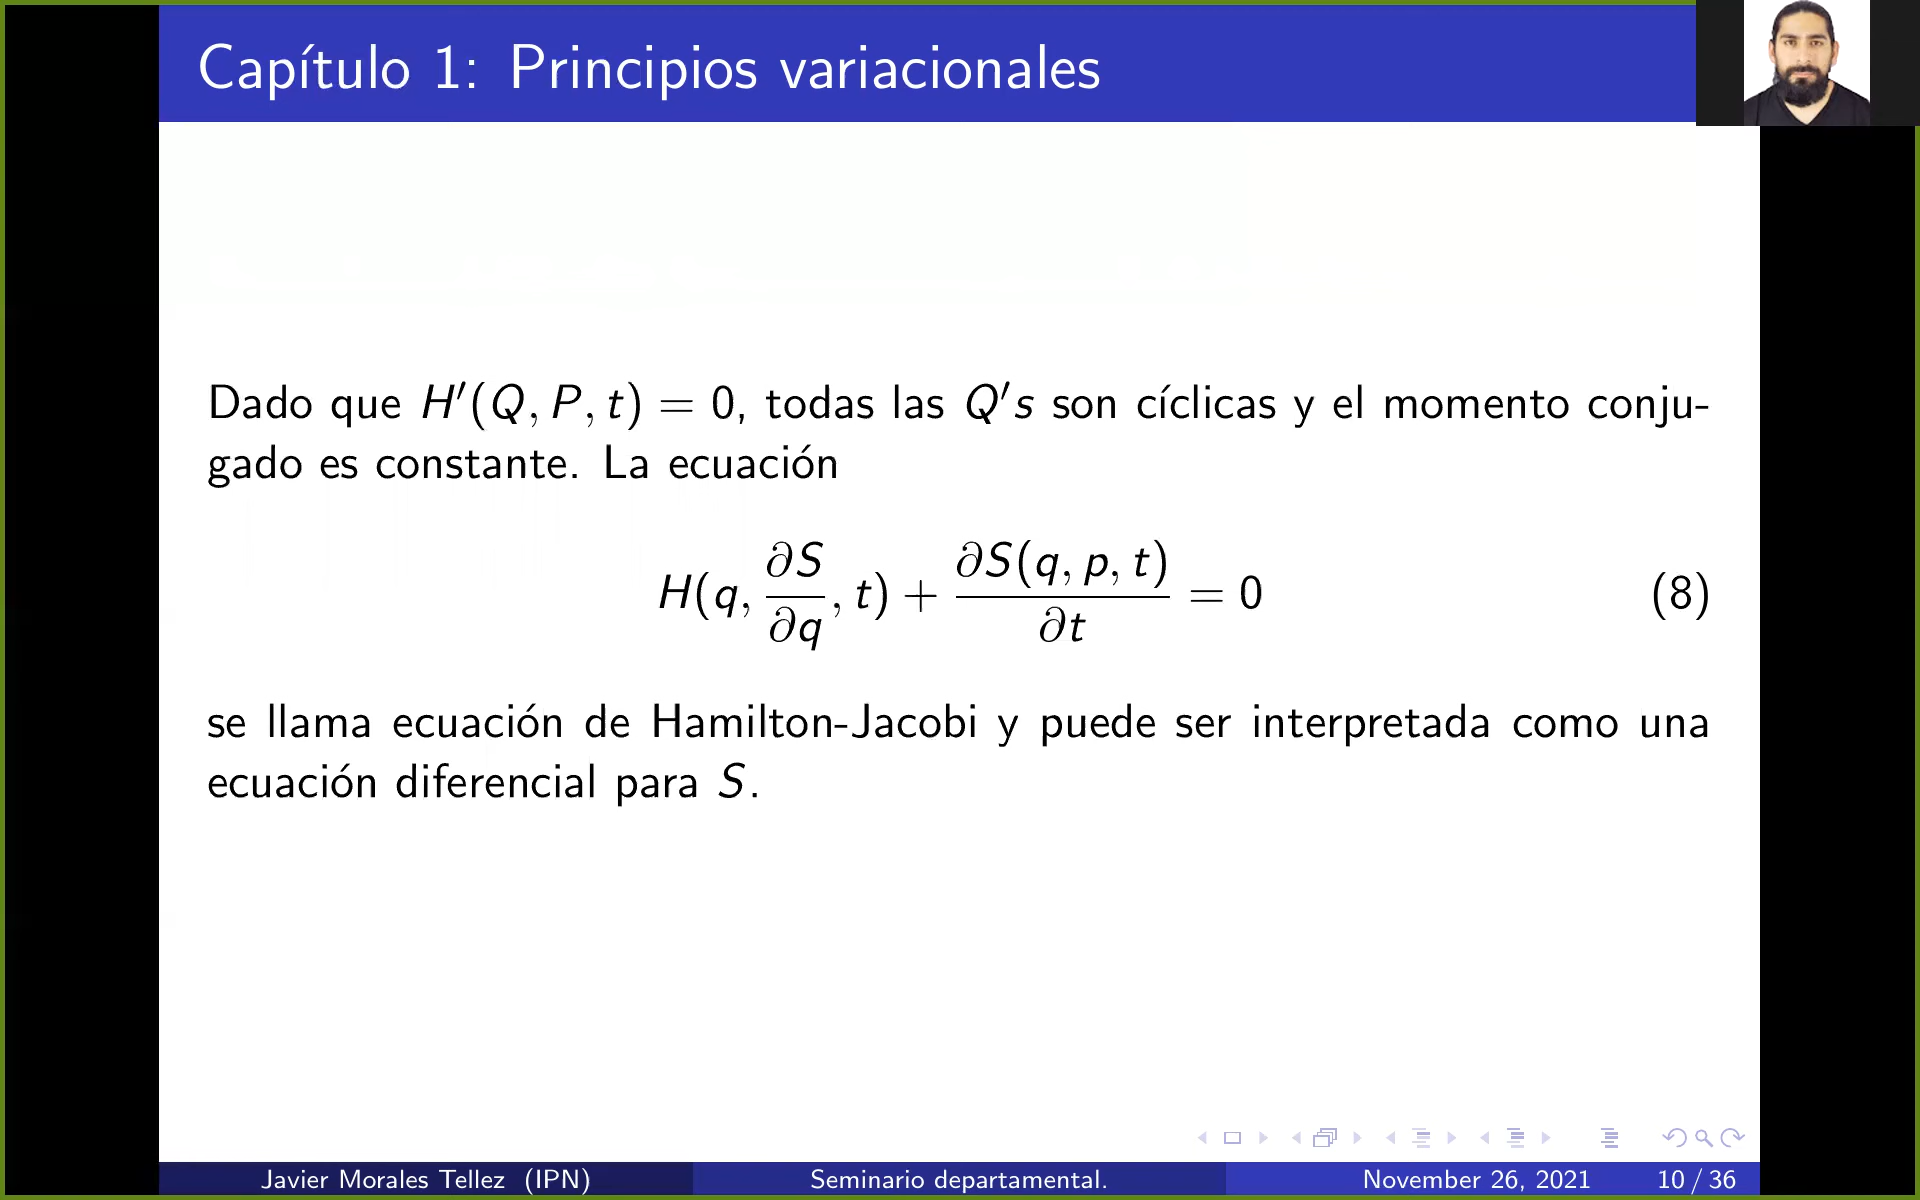 Capítulo 1: Principios variacionales
Dado que H′(Q, P, t) = 0, todas las Q′s son cíclicas y el momento conju-
gado es constante. La ecuación
H(q, ∂S/∂q, t) + ∂S(q, p, t)/∂t = 0 (8)
se llama ecuación de Hamilton-Jacobi y puede ser interpretada como una
ecuación diferencial para S.
Javier Morales Tellez (IPN) Seminario departamental. November 26, 2021 10 / 36